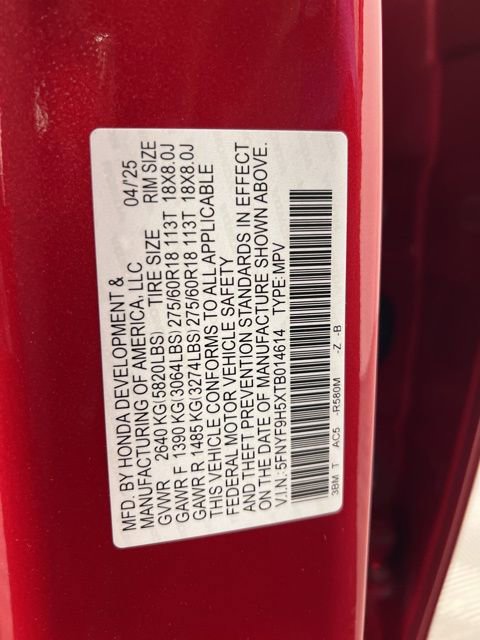 MFD. BY HONDA DEVELOPMENT &
MANUFACTURING OF AMERICA, LLC 04/'25
GVWR 2640 KG(5820LBS) TIRE SIZE RIM SIZE
GAWR F 1390 KG(3064LBS) 275/60R18 113T 18X8.0J
GAWR R 1485 KG(3274LBS) 275/60R18 113T 18X8.0J
THIS VEHICLE CONFORMS TO ALL APPLICABLE
FEDERAL MOTOR VEHICLE SAFETY
AND THEFT PREVENTION STANDARDS IN EFFECT
ON THE DATE OF MANUFACTURE SHOWN ABOVE.
V.I.N.:5FNYF9H5XTB014614 TYPE:MPV
3BM T AC5 -R580M -Z -B